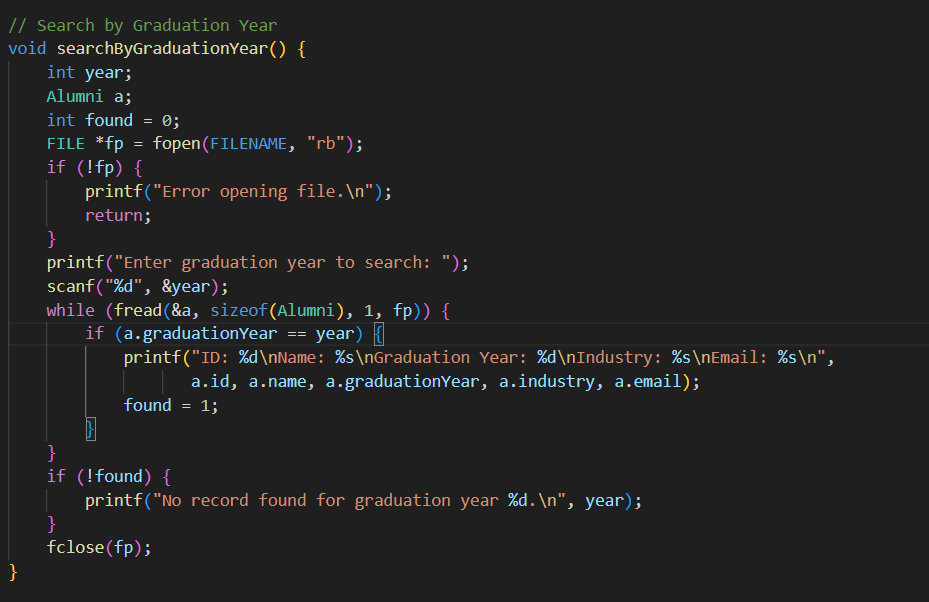 // Search by Graduation Year
void searchByGraduationYear() {
    int year;
    Alumni a;
    int found = 0;
    FILE *fp = fopen(FILENAME, "rb");
    if (!fp) {
        printf("Error opening file.\n");
        return;
    }
    printf("Enter graduation year to search: ");
    scanf("%d", &year);
    while (fread(&a, sizeof(Alumni), 1, fp)) {
        if (a.graduationYear == year) {
            printf("ID: %d\nName: %s\nGraduation Year: %d\nIndustry: %s\nEmail: %s\n",
                   a.id, a.name, a.graduationYear, a.industry, a.email);
            found = 1;
        }
    }
    if (!found) {
        printf("No record found for graduation year %d.\n", year);
    }
    fclose(fp);
}